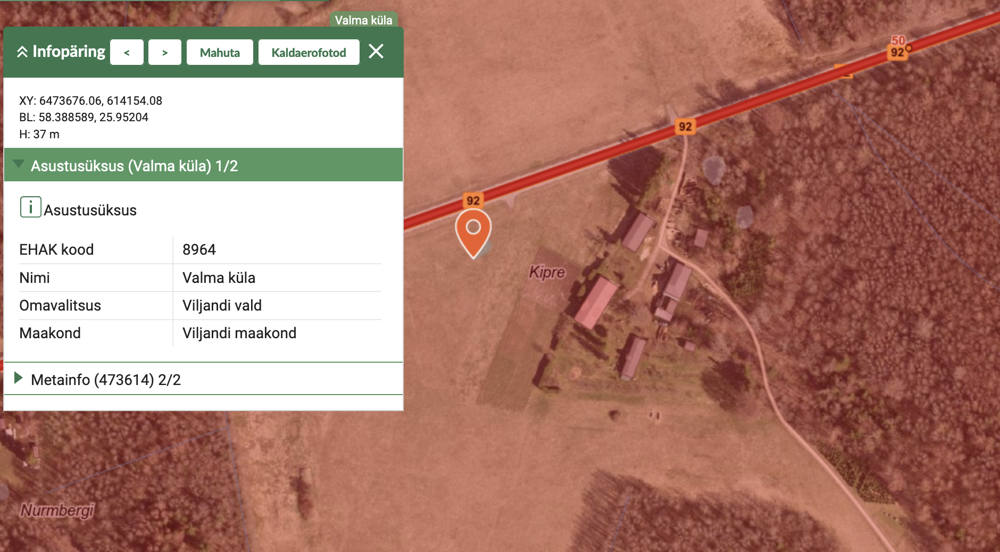 Valma küla
Infopäring < > Mahuta Kaldaerofotod
XY: 6473676.06, 614154.08
BL: 58.388589, 25.95204
H: 37 m
Asustusüksus (Valma küla) 1/2
i Asustusüksus
EHAK kood 8964
Nimi Valma küla
Omavalitsus Viljandi vald
Maakond Viljandi maakond
Metainfo (473614) 2/2
50
92
92
92
Kipre
Nurmbergi